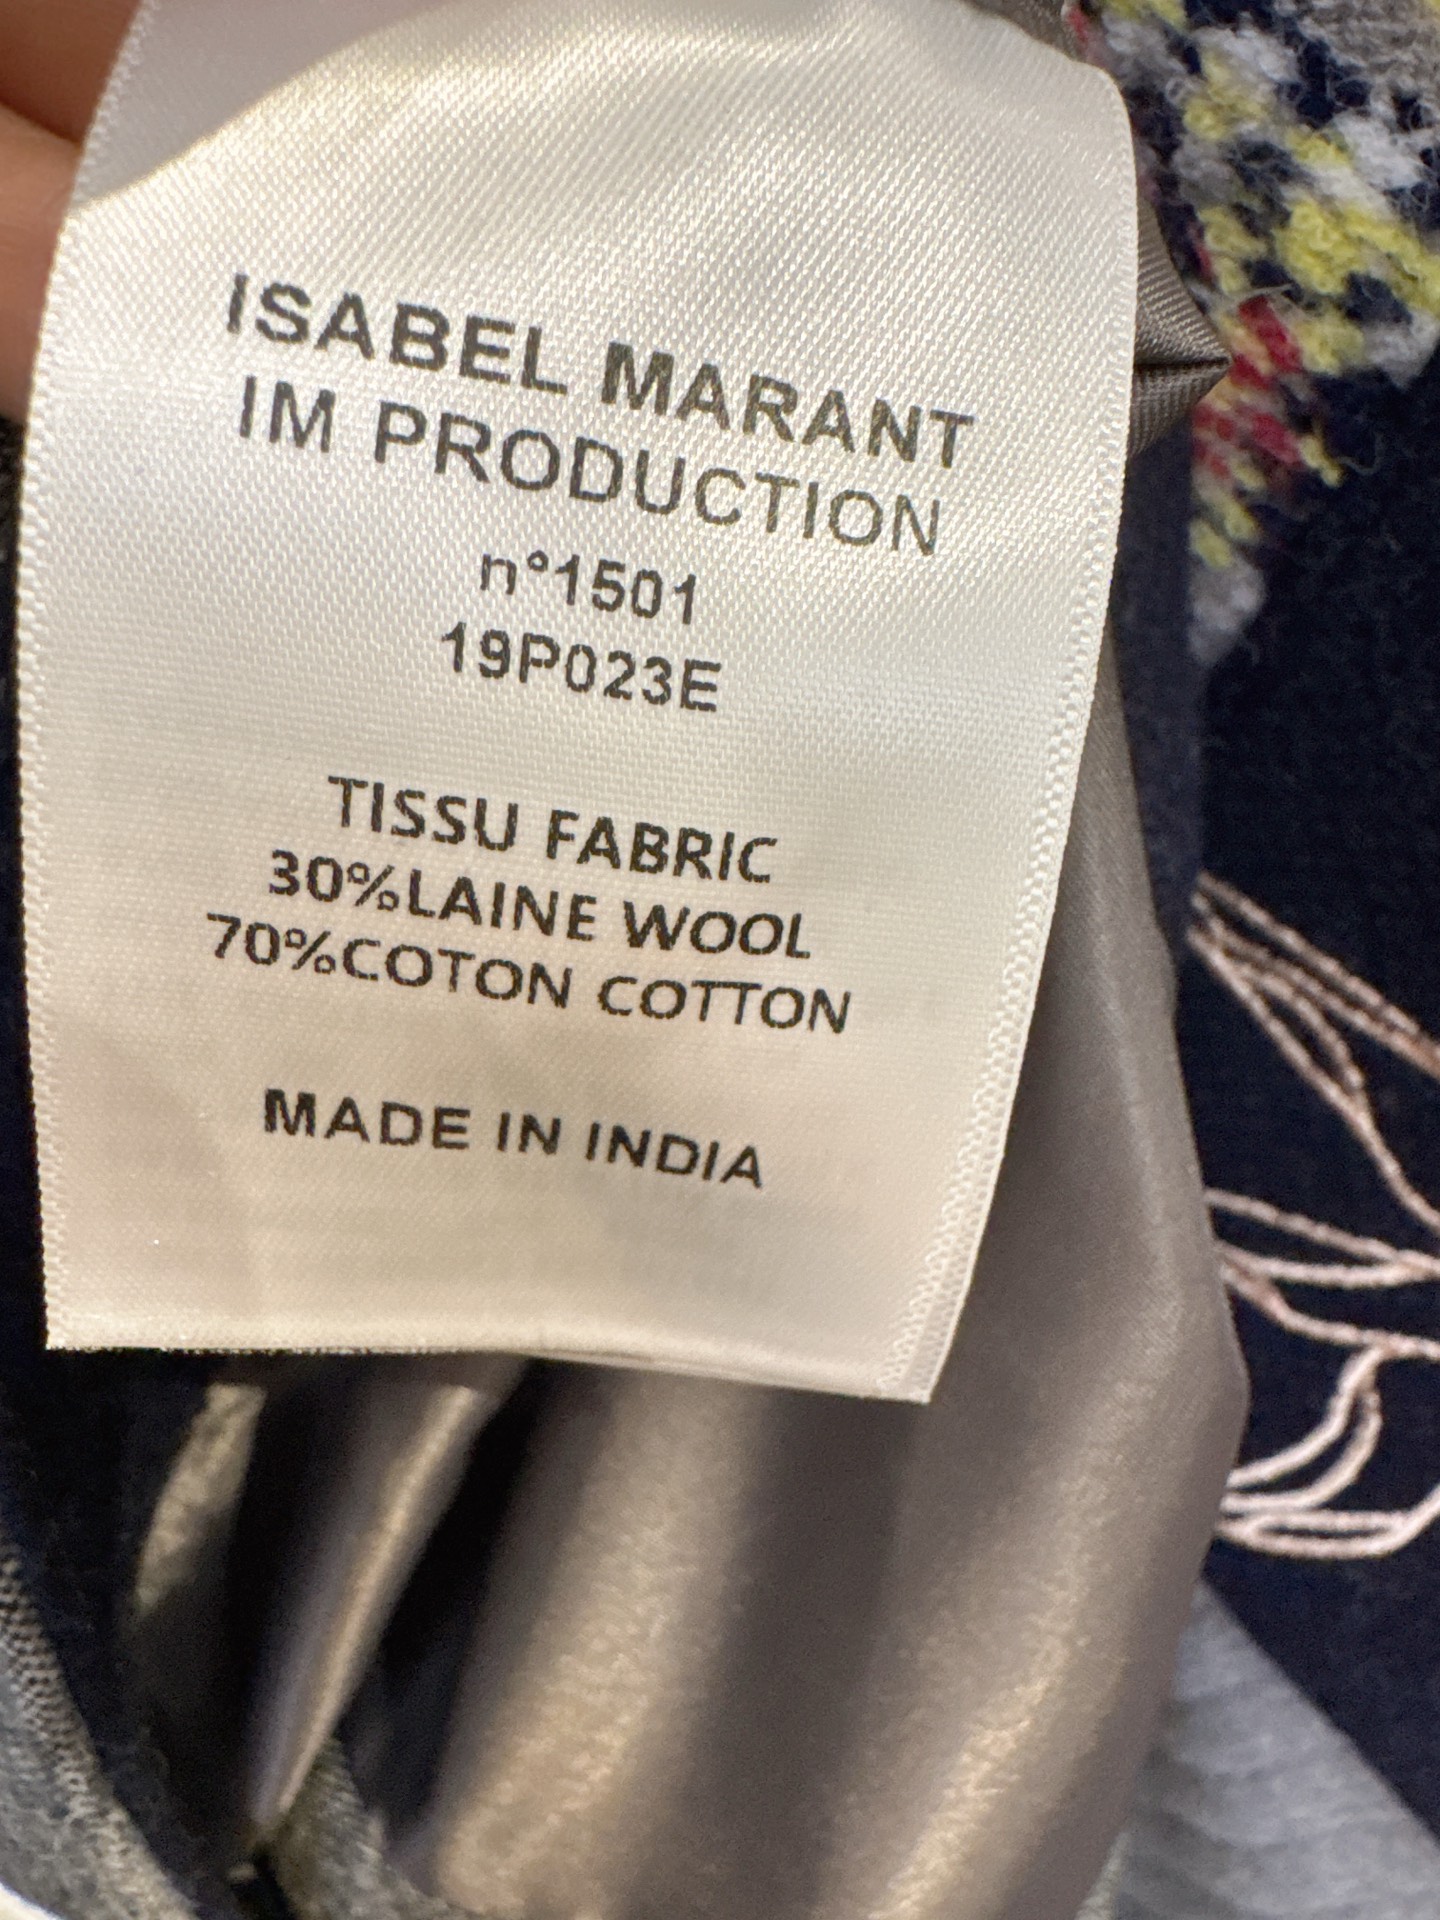 ISABEL MARANT
IM PRODUCTION
n°1501
19P023E
TISSU FABRIC
30%LAINE WOOL
70%COTON COTTON
MADE IN INDIA